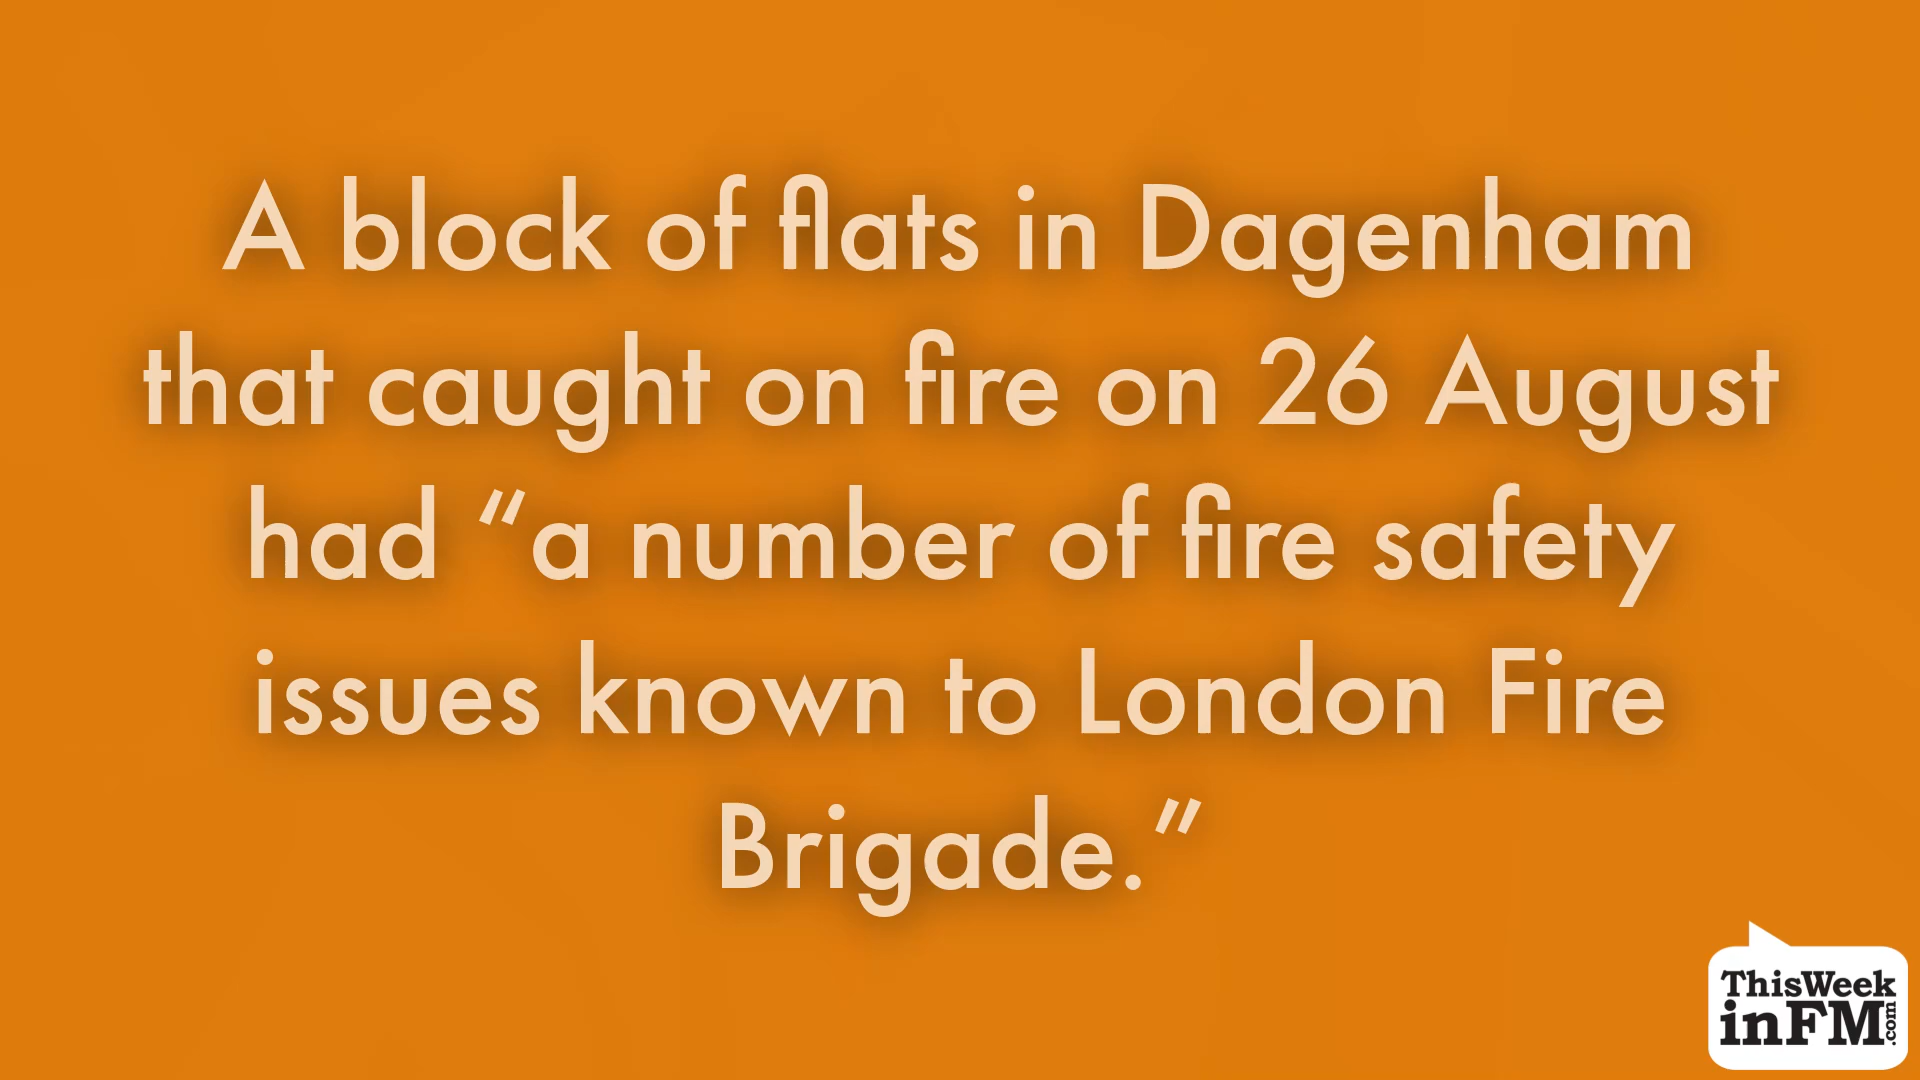 A block of flats in Dagenham
that caught on fire on 26 August
had “a number of fire safety
issues known to London Fire
Brigade.”
ThisWeek
inFM.com